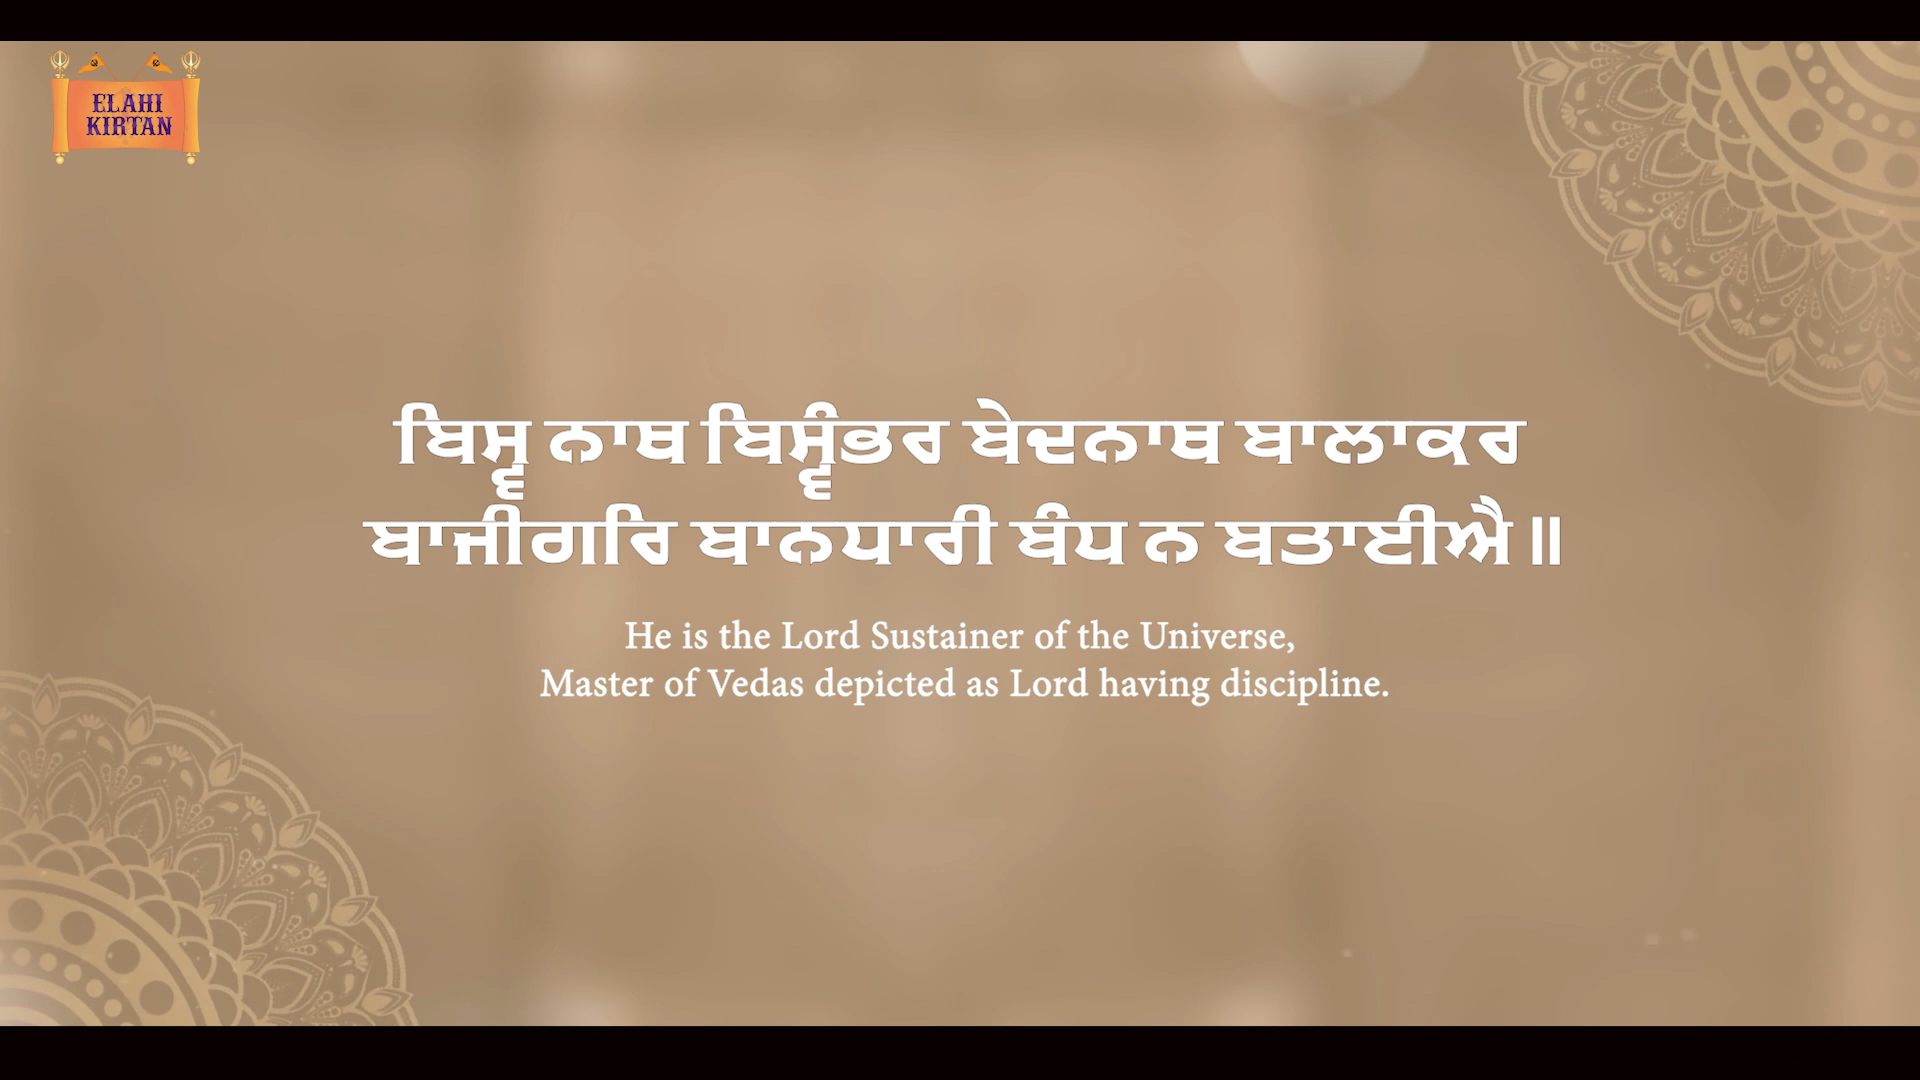 ELAHI
KIRTAN
ਬਿਸ੍ਵ ਨਾਥ ਬਿਸ੍ਵੰਭਰ ਬੇਦਨਾਥ ਬਾਲਾਕਰ
ਬਾਜੀਗਰਿ ਬਾਨਧਾਰੀ ਬੰਧ ਨ ਬਤਾਈਐ॥
He is the Lord Sustainer of the Universe,
Master of Vedas depicted as Lord having discipline.